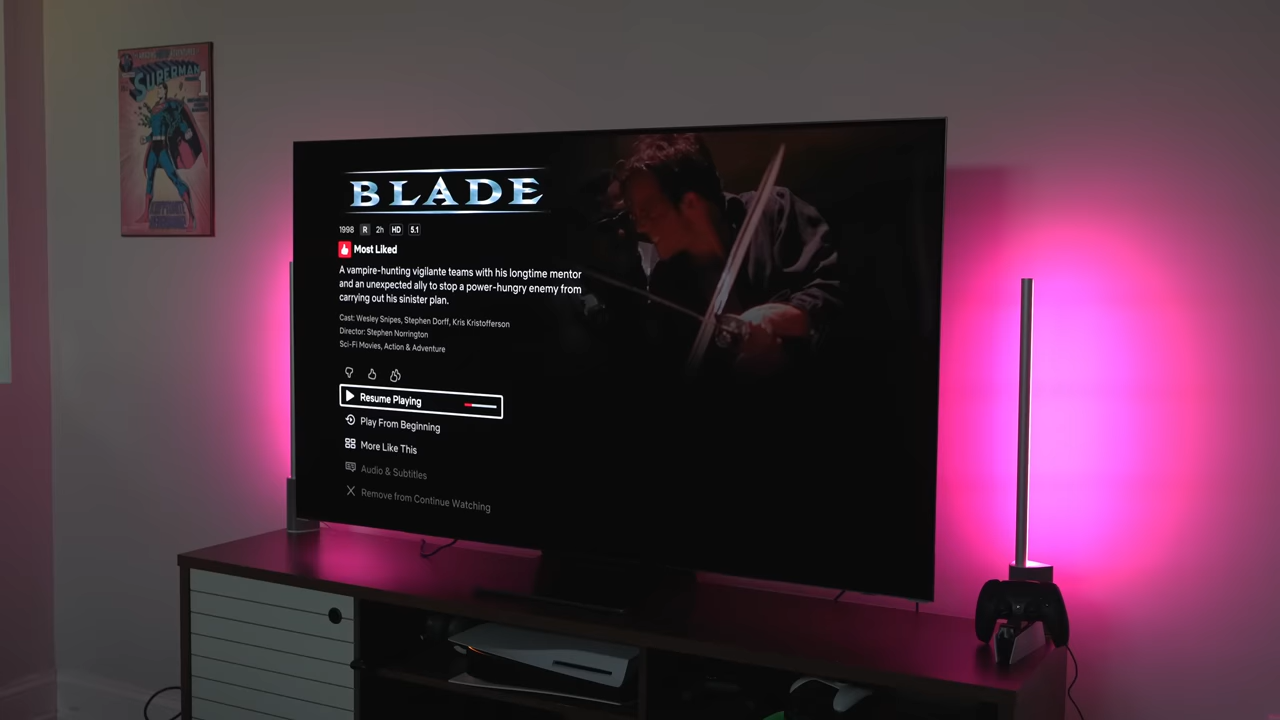 SUPERMAN
1
BLADE
1998 R 2h HD 5.1
Most Liked
A vampire-hunting vigilante teams with his longtime mentor
and an unexpected ally to stop a power-hungry enemy from
carrying out his sinister plan.
Cast: Wesley Snipes, Stephen Dorff, Kris Kristofferson
Director: Stephen Norrington
Sci-Fi Movies, Action & Adventure
Resume Playing
Play From Beginning
More Like This
Audio & Subtitles
Remove from Continue Watching